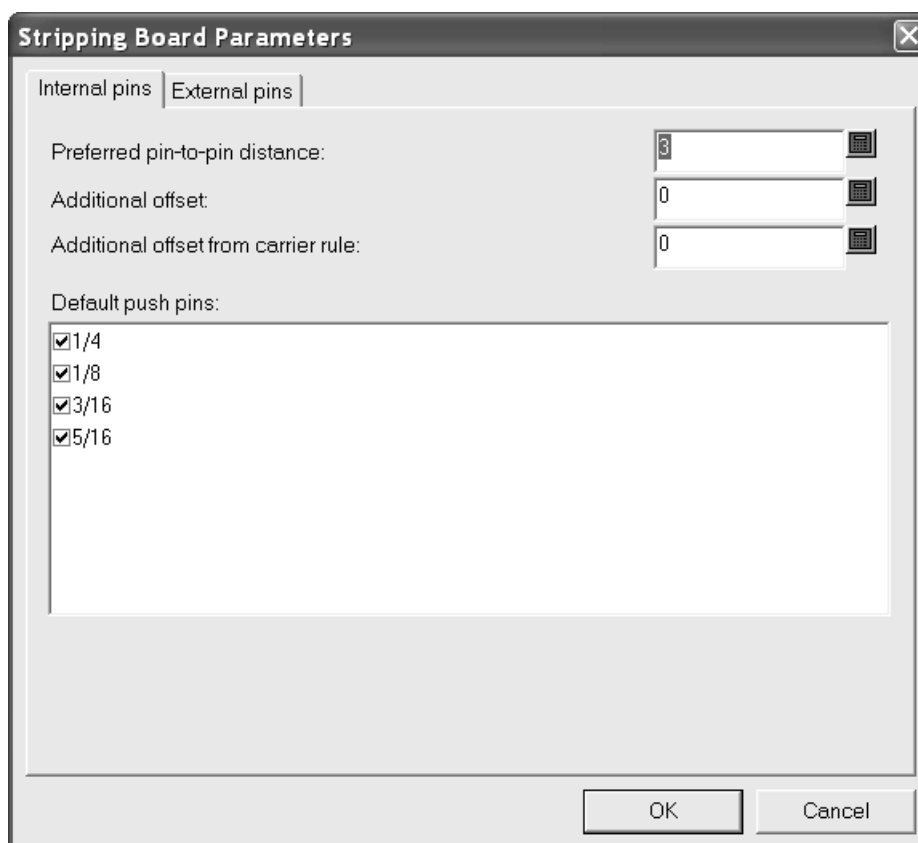 Stripping Board Parameters
Internal pins External pins
Preferred pin-to-pin distance: 3
Additional offset: 0
Additional offset from carrier rule: 0
Default push pins:
1/4
1/8
3/16
5/16
OK Cancel